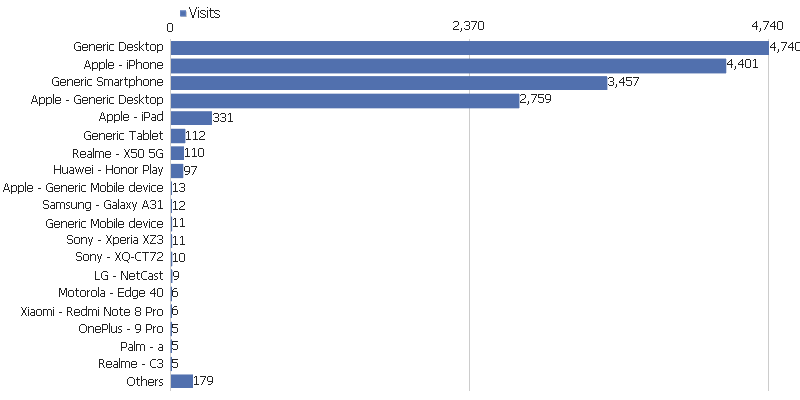 Visits
0 2,370 4,740
Generic Desktop 4,740
Apple - iPhone 4,401
Generic Smartphone 3,457
Apple - Generic Desktop 2,759
Apple - iPad 331
Generic Tablet 112
Realme - X50 5G 110
Huawei - Honor Play 97
Apple - Generic Mobile device 13
Samsung - Galaxy A31 12
Generic Mobile device 11
Sony - Xperia XZ3 11
Sony - XQ-CT72 10
LG - NetCast 9
Motorola - Edge 40 6
Xiaomi - Redmi Note 8 Pro 6
OnePlus - 9 Pro 5
Palm - a 5
Realme - C3 5
Others 179